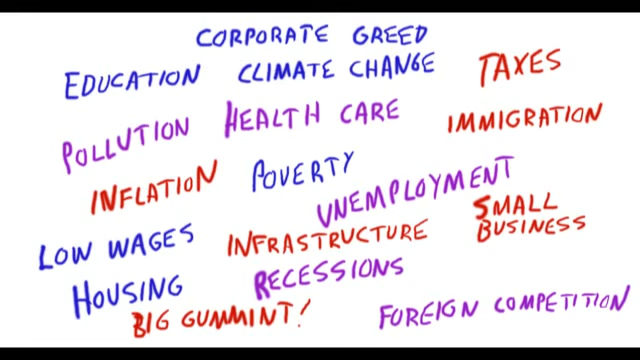 CORPORATE GREED
EDUCATION CLIMATE CHANGE TAXES
POLLUTION HEALTH CARE IMMIGRATION
INFLATION POVERTY
UNEMPLOYMENT
SMALL
BUSINESS
LOW WAGES INFRASTRUCTURE
HOUSING RECESSIONS
BIG GUMMINT! FOREIGN COMPETITION